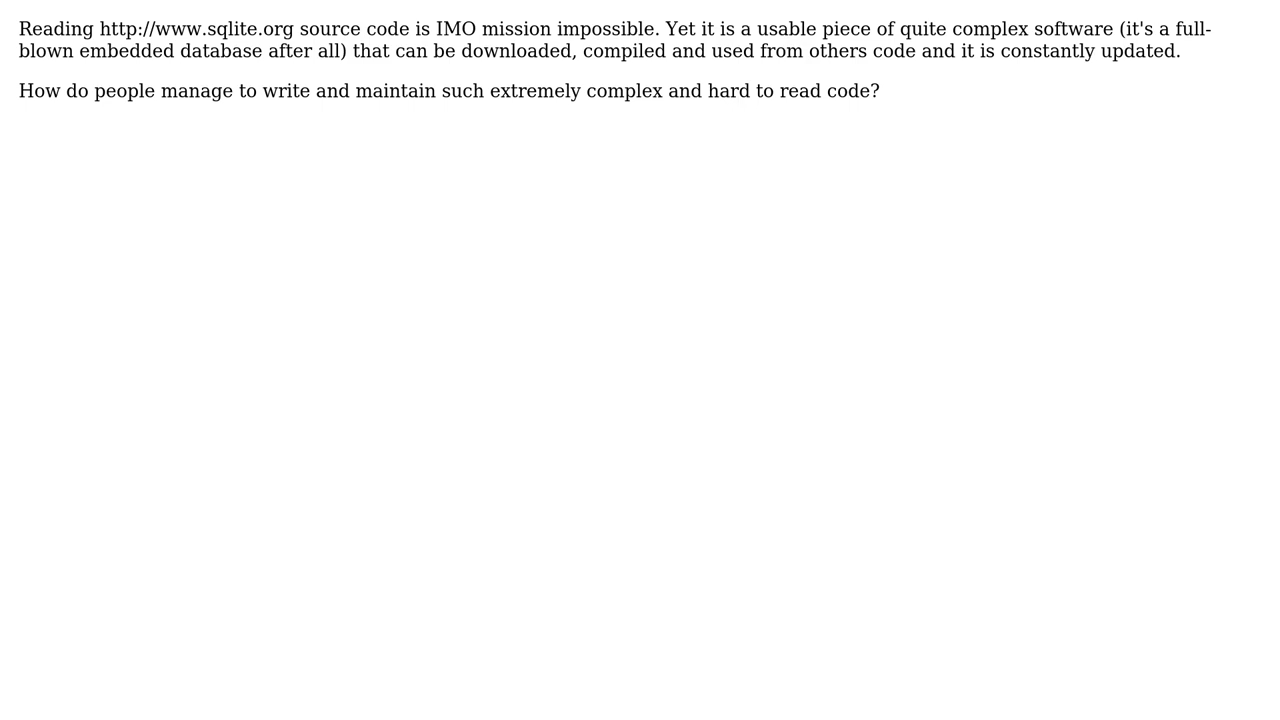 Reading http://www.sqlite.org source code is IMO mission impossible. Yet it is a usable piece of quite complex software (it's a full-
blown embedded database after all) that can be downloaded, compiled and used from others code and it is constantly updated.
How do people manage to write and maintain such extremely complex and hard to read code?